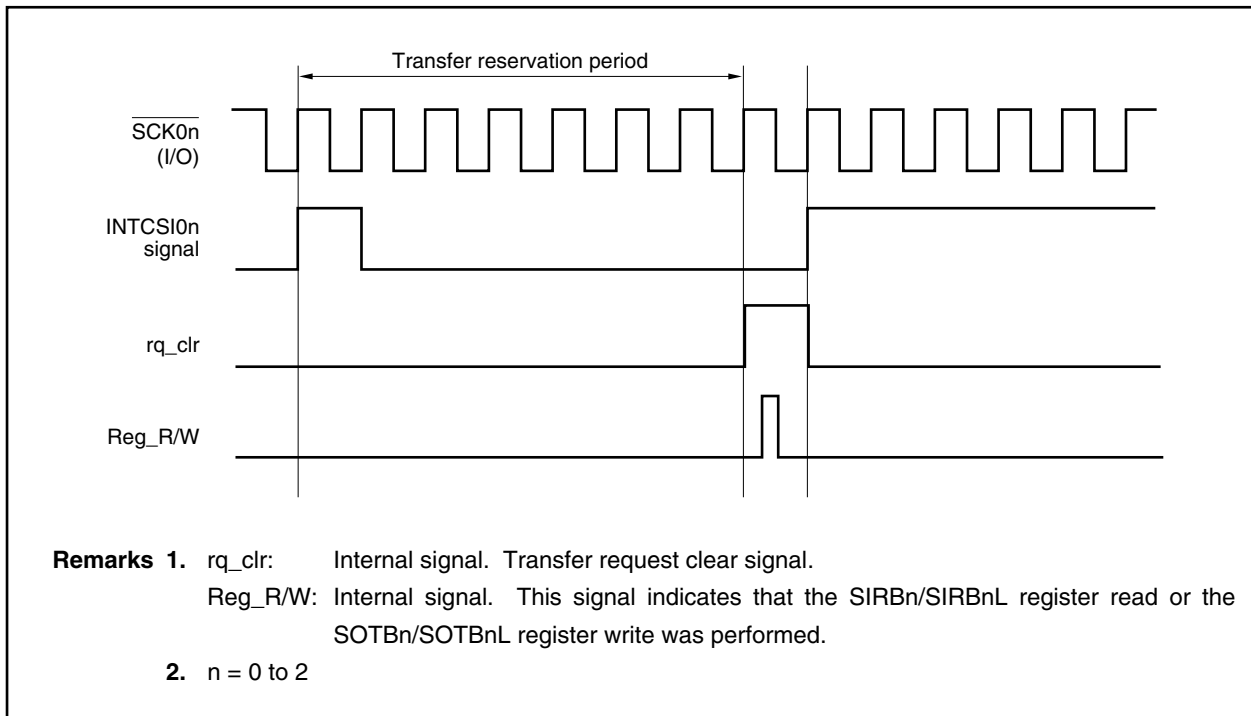 Transfer reservation period
SCK0n
(I/O)
INTCSI0n
signal
rq_clr
Reg_R/W
Remarks 1. rq_clr: Internal signal. Transfer request clear signal.
Reg_R/W: Internal signal. This signal indicates that the SIRBn/SIRBnL register read or the
SOTBn/SOTBnL register write was performed.
2. n = 0 to 2